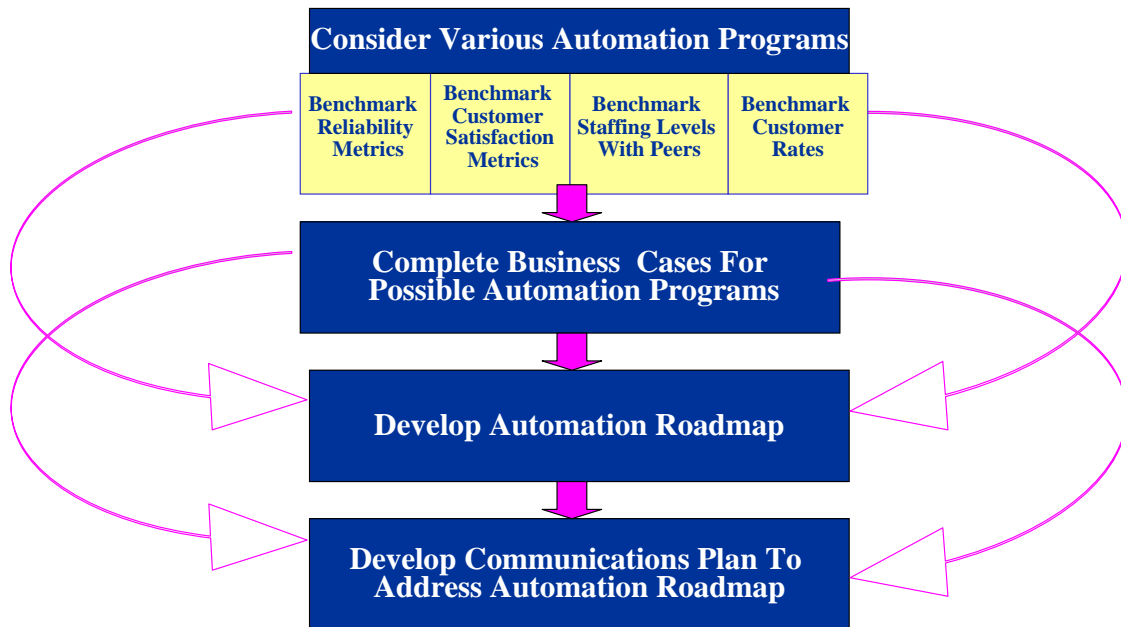 Consider Various Automation Programs
Benchmark
Reliability
Metrics
Benchmark
Customer
Satisfaction
Metrics
Benchmark
Staffing Levels
With Peers
Benchmark
Customer
Rates
Complete Business Cases For
Possible Automation Programs
Develop Automation Roadmap
Develop Communications Plan To
Address Automation Roadmap